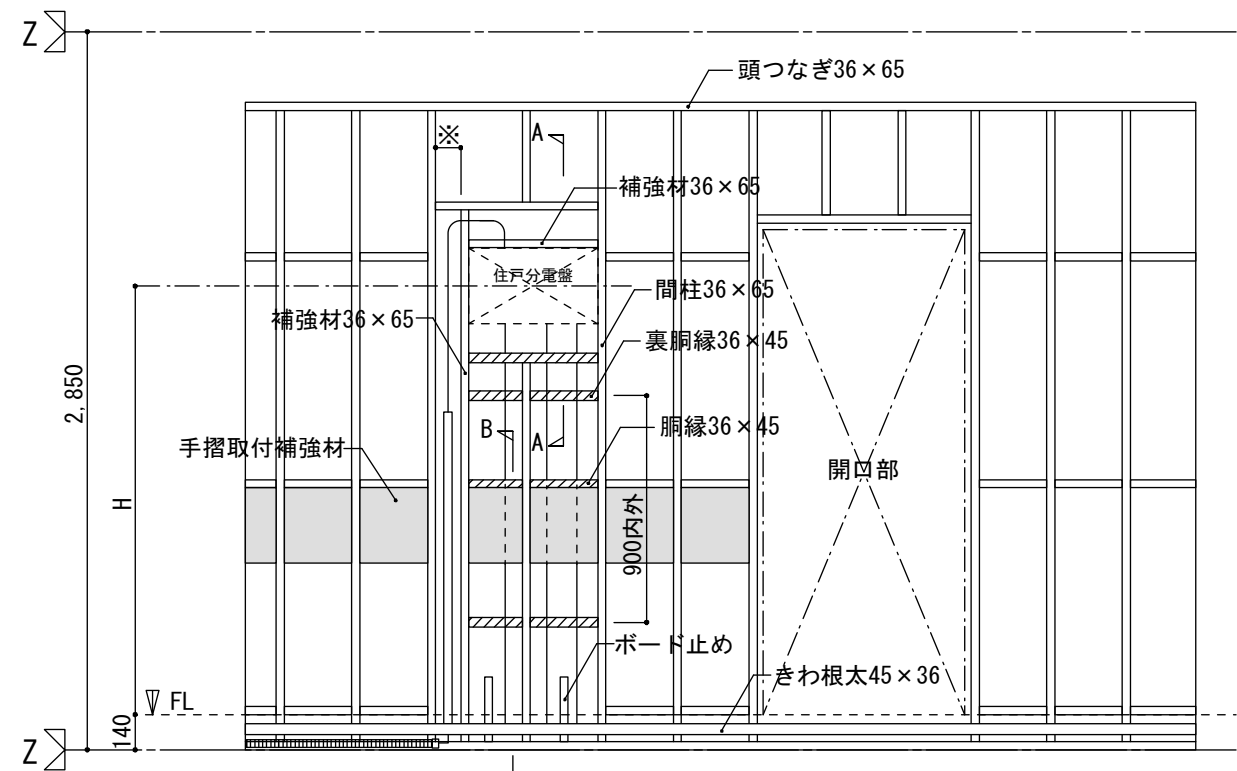 Z
頭つなぎ36×65
※
A
補強材36×65
住戸分電盤
間柱36×65
補強材36×65
裏胴縁36×45
2,850
B
A
胴縁36×45
手摺取付補強材
開口部
H
900内外
ボード止め
きわ根太45×36
FL
140
Z